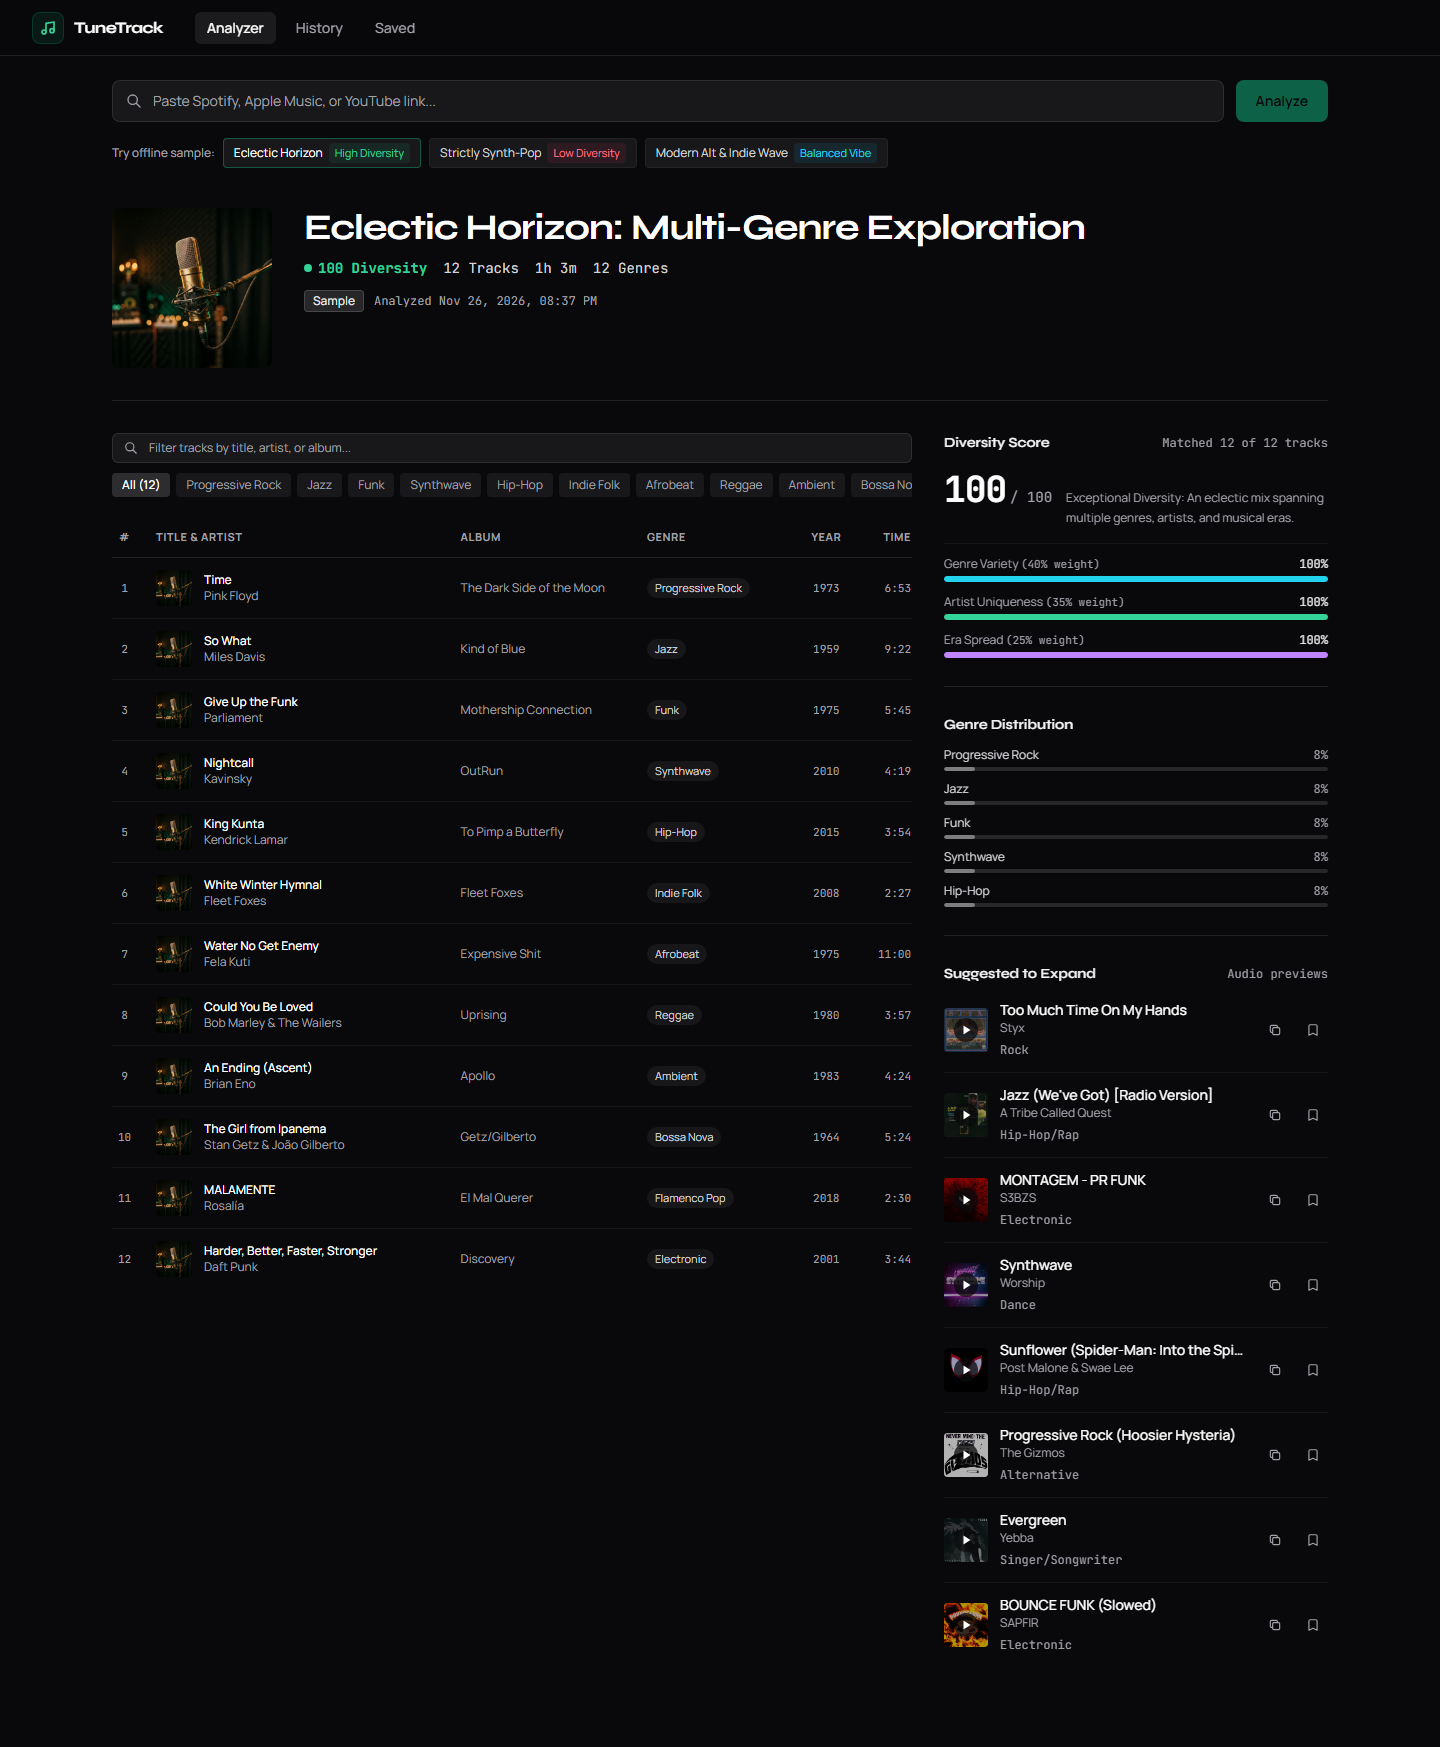 TuneTrack
Analyzer
History
Saved
Paste Spotify, Apple Music, or YouTube link...
Analyze
Try offline sample:
Eclectic Horizon High Diversity
Strictly Synth-Pop Low Diversity
Modern Alt & Indie Wave Balanced Vibe
Eclectic Horizon: Multi-Genre Exploration
100 Diversity 12 Tracks 1h 3m 12 Genres
Sample Analyzed Nov 26, 2026, 08:37 PM
Filter tracks by title, artist, or album...
All (12) Progressive Rock Jazz Funk Synthwave Hip-Hop Indie Folk Afrobeat Reggae Ambient Bossa No
# TITLE & ARTIST ALBUM GENRE YEAR TIME
1 Time The Dark Side of the Moon Progressive Rock 1973 6:53
Pink Floyd
2 So What Kind of Blue Jazz 1959 9:22
Miles Davis
3 Give Up the Funk Mothership Connection Funk 1975 5:45
Parliament
4 Nightcall OutRun Synthwave 2010 4:19
Kavinsky
5 King Kunta To Pimp a Butterfly Hip-Hop 2015 3:54
Kendrick Lamar
6 White Winter Hymnal Fleet Foxes Indie Folk 2008 2:27
Fleet Foxes
7 Water No Get Enemy Expensive Shit Afrobeat 1975 11:00
Fela Kuti
8 Could You Be Loved Uprising Reggae 1980 3:57
Bob Marley & The Wailers
9 An Ending (Ascent) Apollo Ambient 1983 4:24
Brian Eno
10 The Girl from Ipanema Getz/Gilberto Bossa Nova 1964 5:24
Stan Getz & João Gilberto
11 MALAMENTE El Mal Querer Flamenco Pop 2018 2:30
Rosalía
12 Harder, Better, Faster, Stronger Discovery Electronic 2001 3:44
Daft Punk
Diversity Score Matched 12 of 12 tracks
100 / 100 Exceptional Diversity: An eclectic mix spanning
multiple genres, artists, and musical eras.
Genre Variety (40% weight) 100%
Artist Uniqueness (35% weight) 100%
Era Spread (25% weight) 100%
Genre Distribution
Progressive Rock 8%
Jazz 8%
Funk 8%
Synthwave 8%
Hip-Hop 8%
Suggested to Expand Audio previews
Too Much Time On My Hands
Styx
Rock
Jazz (We've Got) [Radio Version]
A Tribe Called Quest
Hip-Hop/Rap
MONTAGEM - PR FUNK
S3BZS
Electronic
Synthwave
Worship
Dance
Sunflower (Spider-Man: Into the Spi...
Post Malone & Swae Lee
Hip-Hop/Rap
Progressive Rock (Hoosier Hysteria)
The Gizmos
Alternative
Evergreen
Yebba
Singer/Songwriter
BOUNCE FUNK (Slowed)
SAPFIR
Electronic